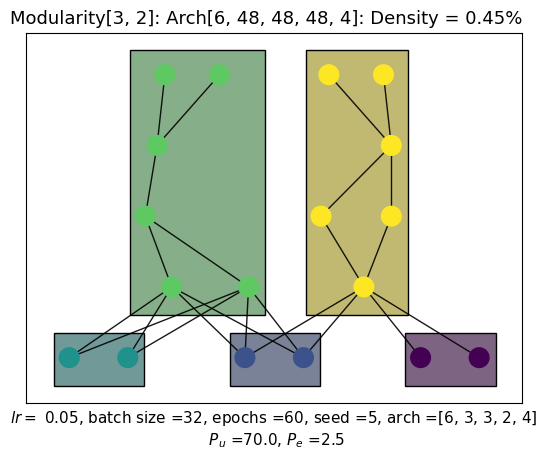 Modularity[3, 2]: Arch[6, 48, 48, 48, 4]: Density = 0.45%
lr = 0.05, batch size =32, epochs =60, seed =5, arch =[6, 3, 3, 2, 4]
P_u =70.0, P_e =2.5